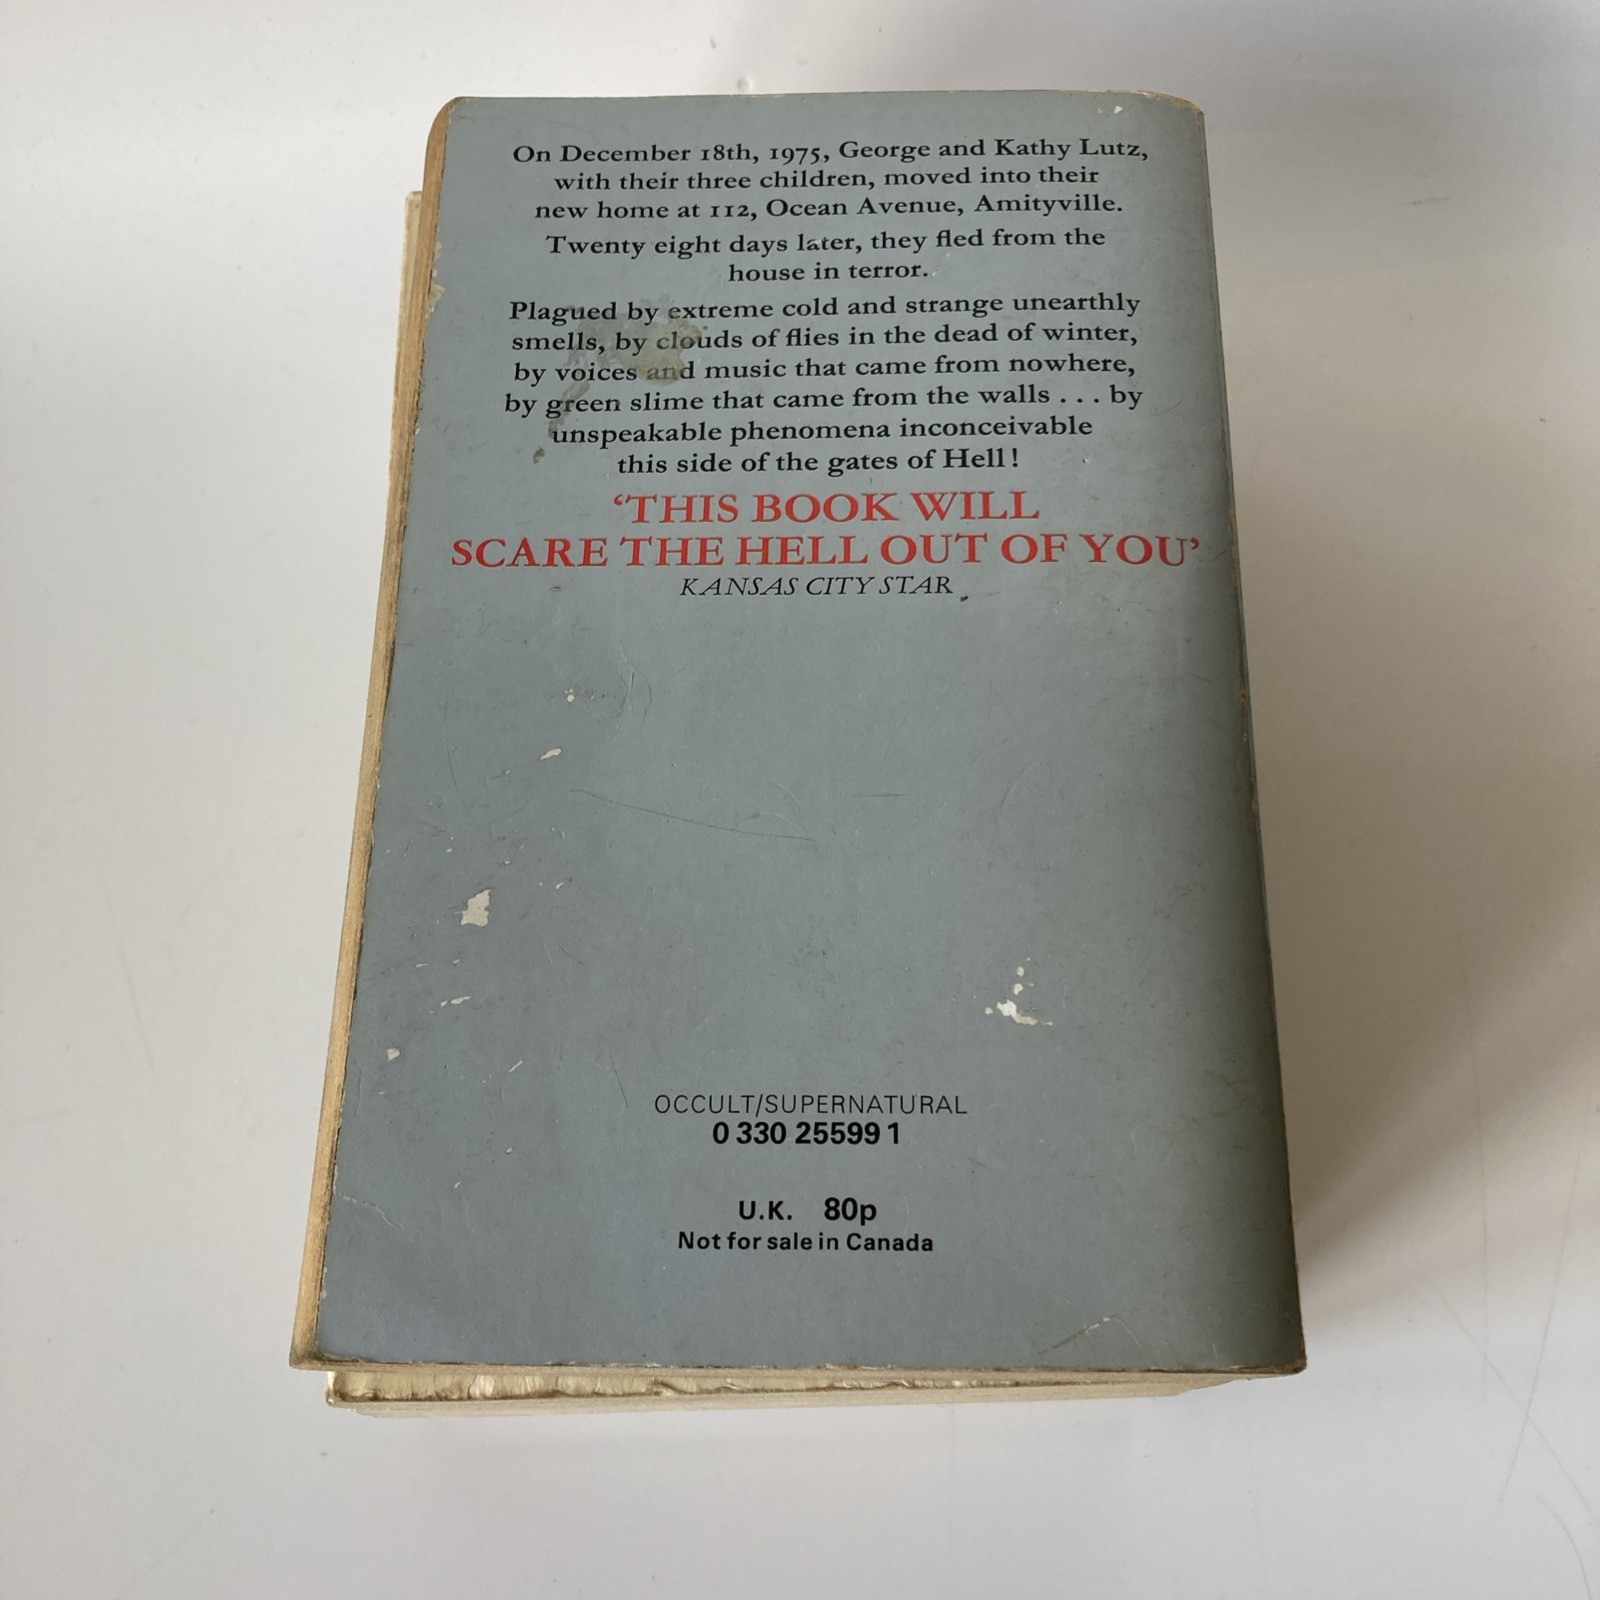 On December 18th, 1975, George and Kathy Lutz,
with their three children, moved into their
new home at 112, Ocean Avenue, Amityville.
Twenty eight days later, they fled from the
house in terror.
Plagued by extreme cold and strange unearthly
smells, by clouds of flies in the dead of winter,
by voices and music that came from nowhere,
by green slime that came from the walls . . . by
unspeakable phenomena inconceivable
this side of the gates of Hell!
‘THIS BOOK WILL
SCARE THE HELL OUT OF YOU’
KANSAS CITY STAR
OCCULT/SUPERNATURAL
0 330 25599 1
U.K. 80p
Not for sale in Canada